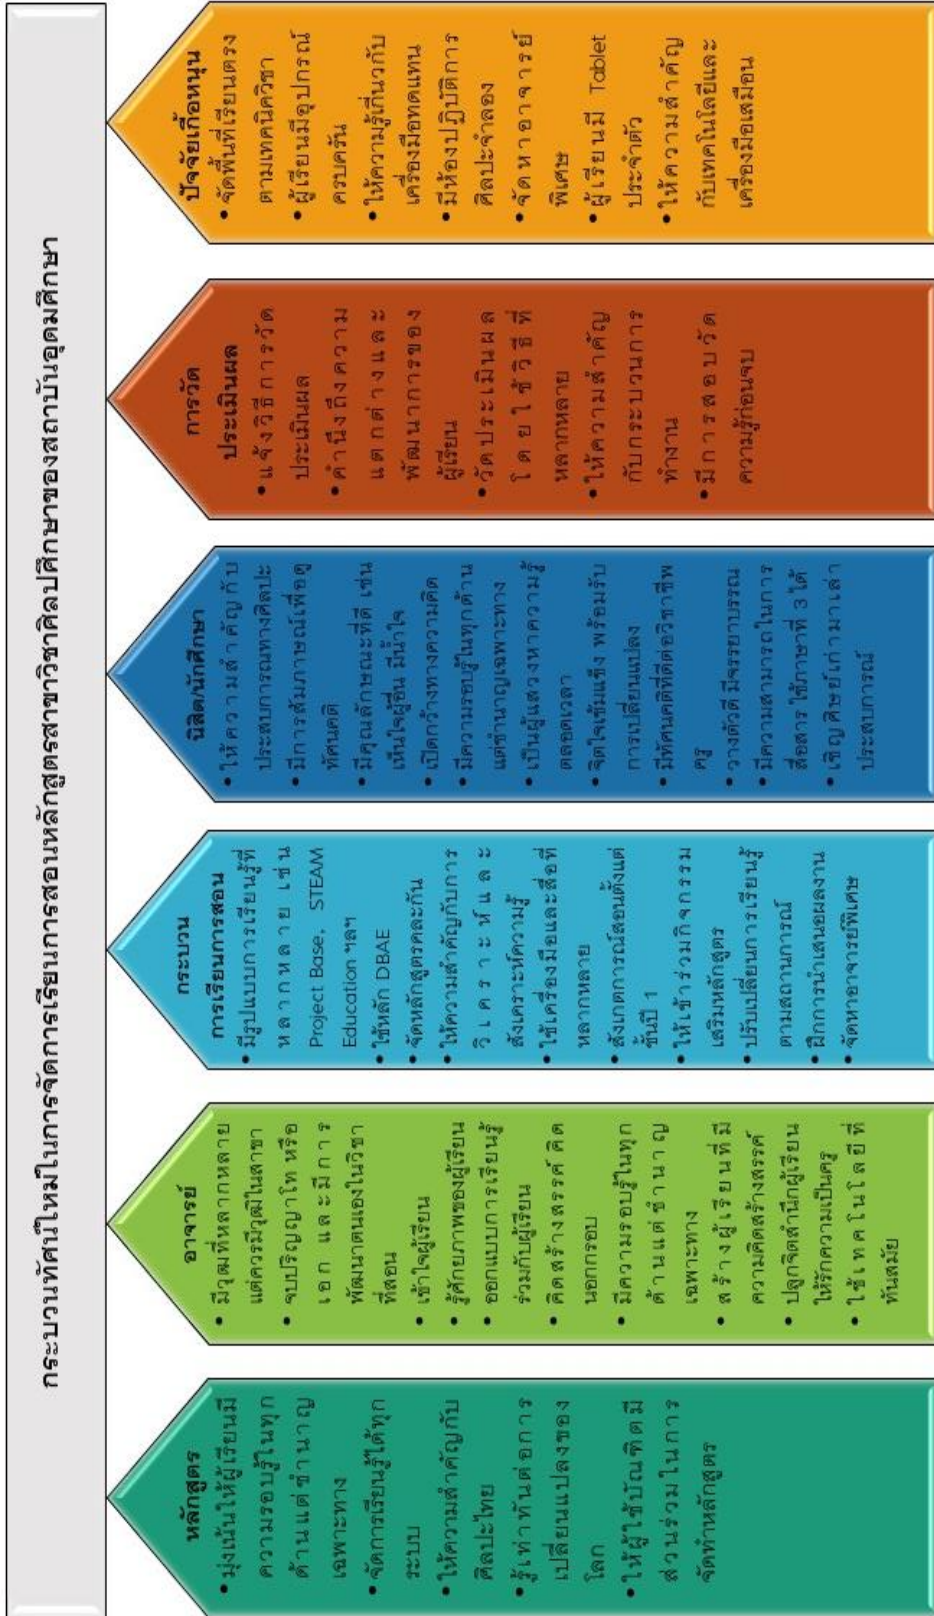 กระบวนทัศน์ใหม่ในการจัดการเรียนการสอนหลักสูตรสาขาวิชาศิลปศึกษาของสถาบันอุดมศึกษา
หลักสูตร
• มุ่งเน้นให้ผู้เรียนมี
ความรอบรู้ในทุก
ด้านแต่ชำนาญ
เฉพาะทาง
• จัดการเรียนรู้ได้ทุก
ระบบ
• ให้ความสำคัญกับ
ศิลปะไทย
• รู้เท่าทันต่อการ
เปลี่ยนแปลงของ
โลก
• ให้ผู้ใช้บัณฑิตมี
ส่วนร่วมในการ
จัดทำหลักสูตร
อาจารย์
• มีวุฒิที่หลากหลาย
แต่ควรมีวุฒิในสาขา
• จบปริญญาโท หรือ
เอก และมีการ
พัฒนาตนเองในวิชา
ที่สอน
• เข้าใจผู้เรียน
• รู้ศักยภาพของผู้เรียน
• ออกแบบการเรียนรู้
ร่วมกับผู้เรียน
• คิดสร้างสรรค์ คิด
นอกกรอบ
• มีความรอบรู้ในทุก
ด้านแต่ชำนาญ
เฉพาะทาง
• สร้างผู้เรียนที่มี
ความคิดสร้างสรรค์
• ปลูกจิตสำนึกผู้เรียน
ให้รักความเป็นครู
• ใช้เทคโนโลยีที่
ทันสมัย
กระบวน
การเรียนการสอน
• มีรูปแบบการเรียนรู้ที่
หลากหลาย เช่น
Project Base, STEAM
Education ฯลฯ
• ใช้หลัก DBAE
• จัดหลักสูตรคละกัน
• ให้ความสำคัญกับการ
วิเคราะห์และ
สังเคราะห์ความรู้
• ใช้เครื่องมือและสื่อที่
หลากหลาย
• สังเกตการณ์สอนตั้งแต่
ชั้นปี 1
• ให้เข้าร่วมกิจกรรม
เสริมหลักสูตร
• ปรับเปลี่ยนการเรียนรู้
ตามสถานการณ์
• ฝึกการนำเสนอผลงาน
• จัดหาอาจารย์พิเศษ
นิสิต/นักศึกษา
• ให้ความสำคัญกับ
ประสบการณ์ทางศิลปะ
• มีการสัมภาษณ์เพื่อดู
ทัศนคติ
• มีคุณลักษณะที่ดี เช่น
เห็นใจผู้อื่น มีน้ำใจ
• เปิดกว้างทางความคิด
• มีความรอบรู้ในทุกด้าน
แต่ชำนาญเฉพาะทาง
• เป็นผู้แสวงหาความรู้
ตลอดเวลา
• จิตใจเข้มแข็ง พร้อมรับ
การเปลี่ยนแปลง
• มีทัศนคติที่ดีต่อวิชาชีพ
ครู
• วางตัวดี มีจรรยาบรรณ
• มีความสามารถในการ
สื่อสาร ใช้ภาษาที่ 3 ได้
• เชิญศิษย์เก่ามาเล่า
ประสบการณ์
การวัด
ประเมินผล
• แจ้งวิธีการวัด
ประเมินผล
• คำนึงถึงความ
แตกต่างและ
พัฒนาการของ
ผู้เรียน
• วัดประเมินผล
โดยใช้วิธีที่
หลากหลาย
• ให้ความสำคัญ
กับกระบวนการ
ทำงาน
• มีการสอบวัด
ความรู้ก่อนจบ
ปัจจัยเกื้อหนุน
• จัดพื้นที่เรียนตรง
ตามเทคนิควิชา
• ผู้เรียนมีอุปกรณ์
ครบครัน
• ให้ความรู้เกี่ยวกับ
เครื่องมือทดแทน
• มีห้องปฏิบัติการ
ศิลปะจำลอง
• จัดหาอาจารย์
พิเศษ
• ผู้เรียนมี Tablet
ประจำตัว
• ให้ความสำคัญ
กับเทคโนโลยีและ
เครื่องมือเสมือน